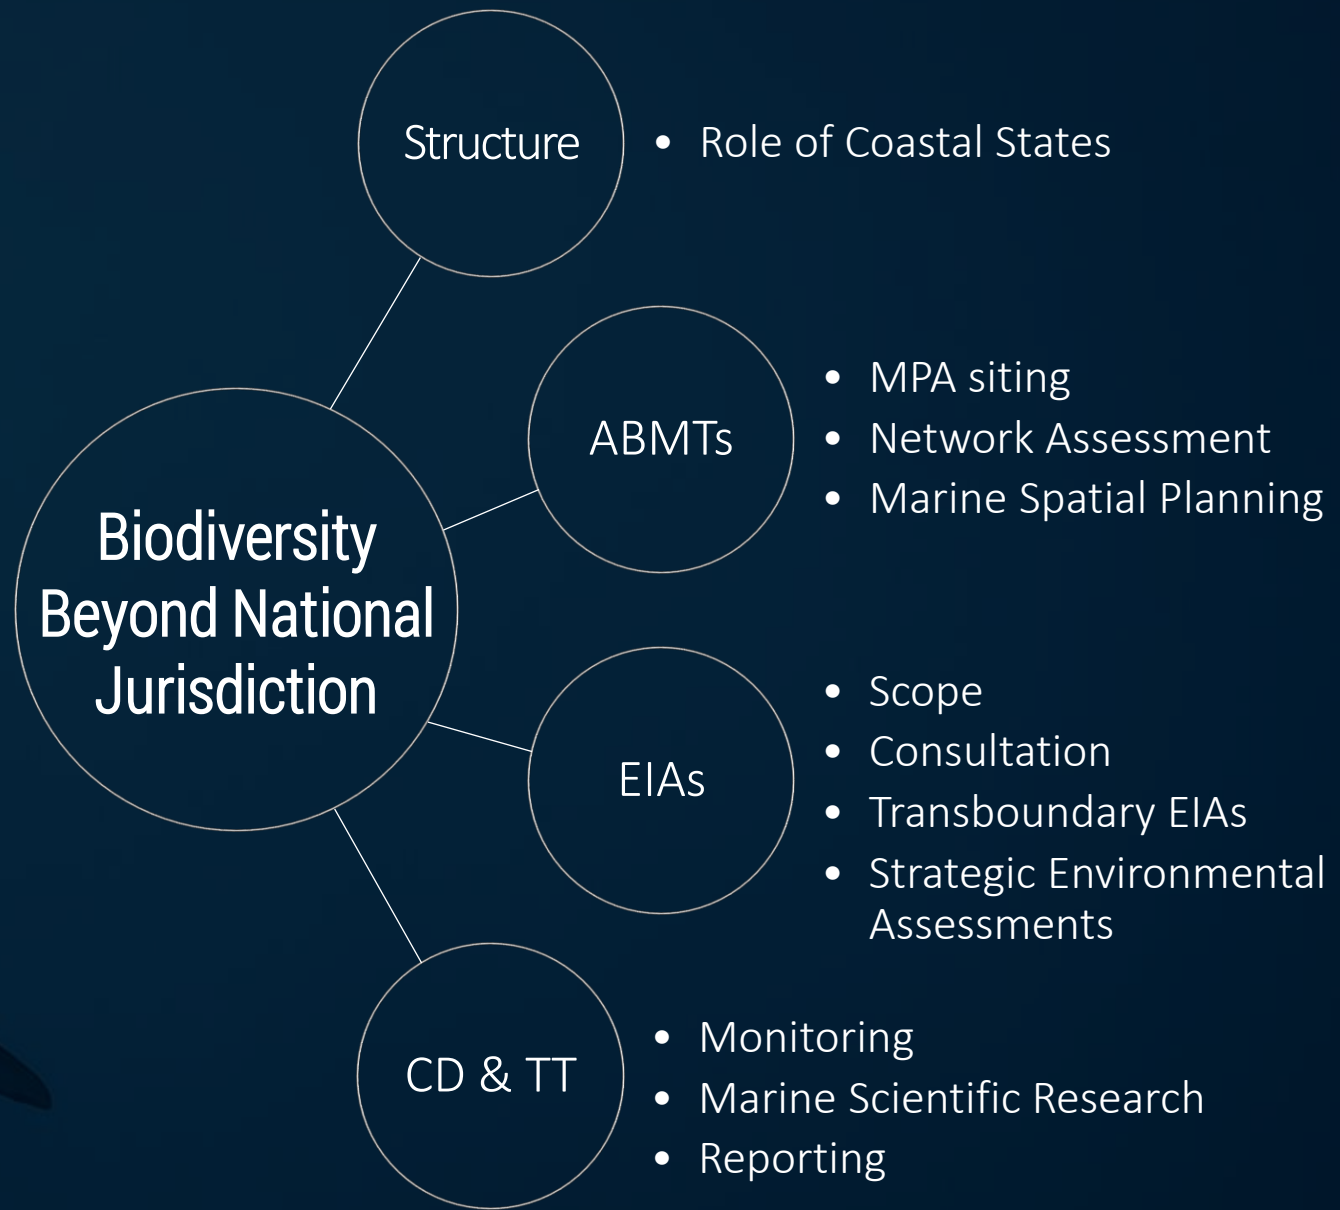 Structure
• Role of Coastal States
ABMTs
• MPA siting
• Network Assessment
• Marine Spatial Planning
Biodiversity
Beyond National
Jurisdiction
EIAs
• Scope
• Consultation
• Transboundary EIAs
• Strategic Environmental
Assessments
CD & TT
• Monitoring
• Marine Scientific Research
• Reporting